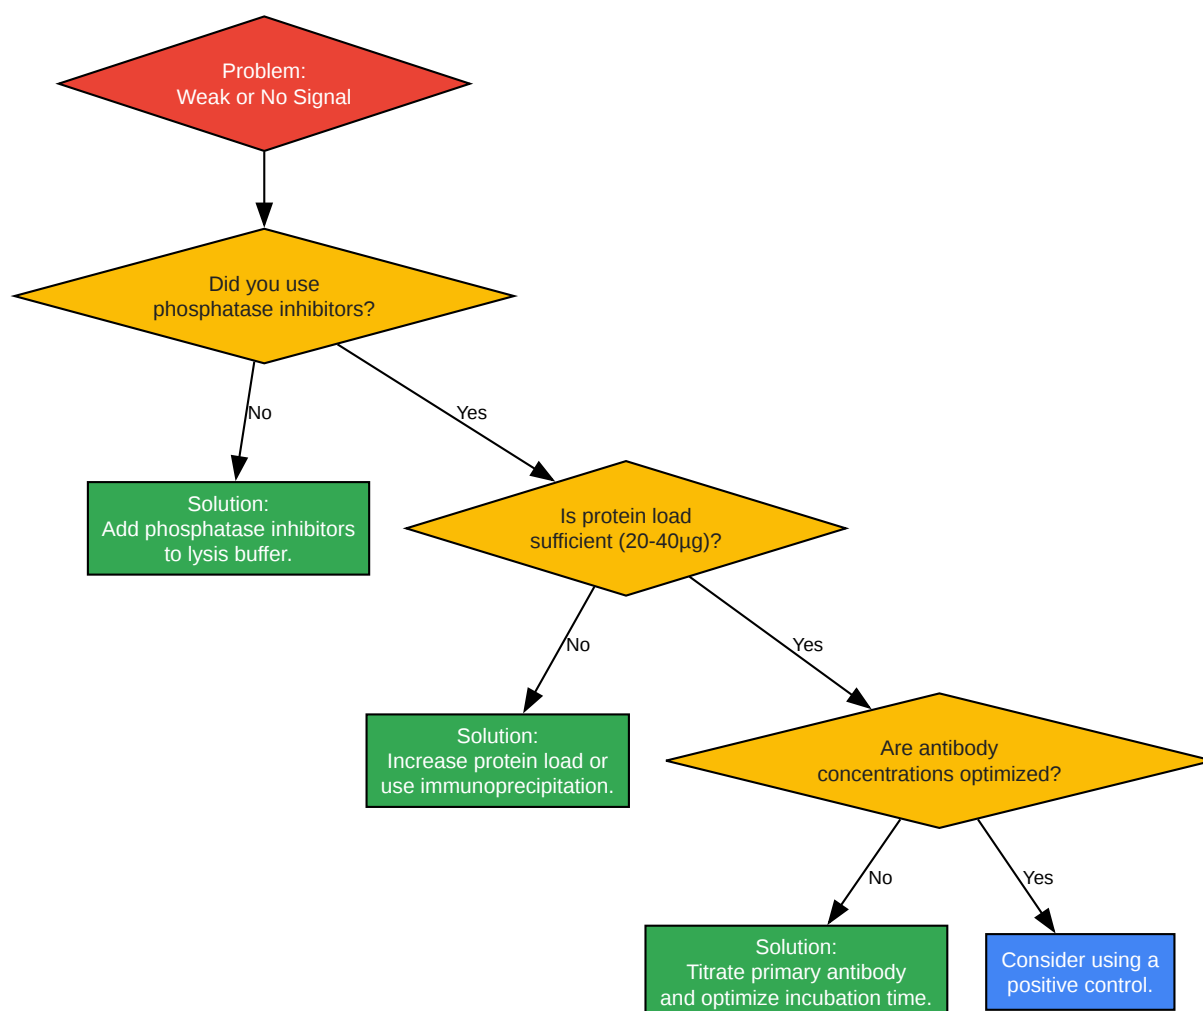 Problem:
Weak or No Signal
Did you use
phosphatase inhibitors?
No
Yes
Solution:
Add phosphatase inhibitors
to lysis buffer.
Is protein load
sufficient (20-40µg)?
No
Yes
Solution:
Increase protein load or
use immunoprecipitation.
Are antibody
concentrations optimized?
No
Yes
Solution:
Titrate primary antibody
and optimize incubation time.
Consider using a
positive control.